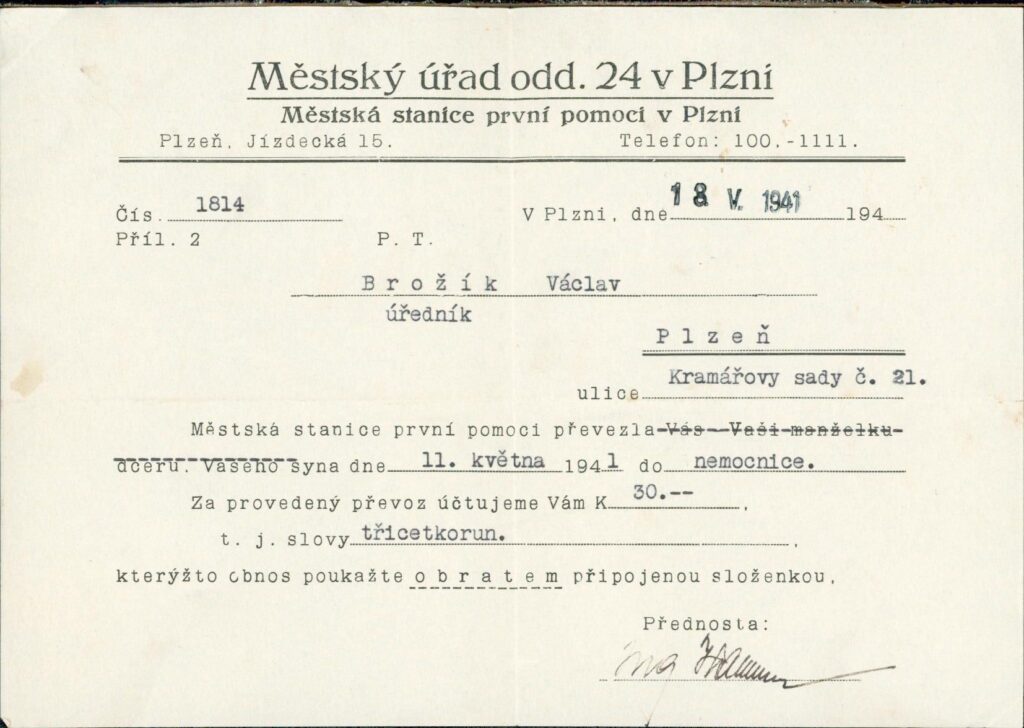 Městský úřad odd. 24 v Plzni
Městská stanice první pomoci v Plzni
Plzeň, Jízdecká 15. Telefon: 100,-1111.
Čís. 1814 V Plzni, dne 18 V. 1941 194
Příl. 2 P. T.
Brožík Václav
úředník
Plzeň
ulice Kramářovy sady č. 21.
Městská stanice první pomoci převezla Vás Vaši manželku
dceru, Vašeho syna dne 11. května 1941 do nemocnice.
Za provedený převoz účtujeme Vám K 30.--,
t. j. slovy třicetkorun.,
kterýžto obnos poukažte obratem připojenou složenkou.
Přednosta:
Ing